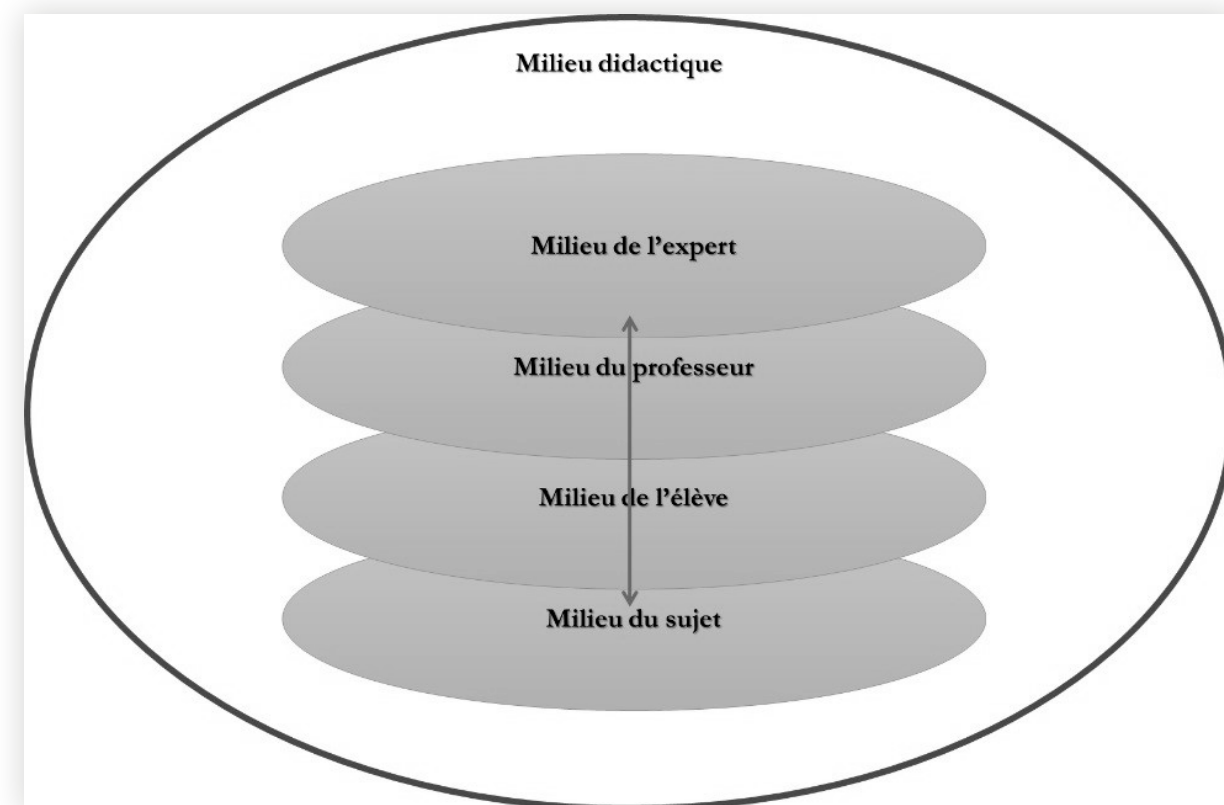 Milieu didactique
Milieu de l’expert
Milieu du professeur
Milieu de l’élève
Milieu du sujet